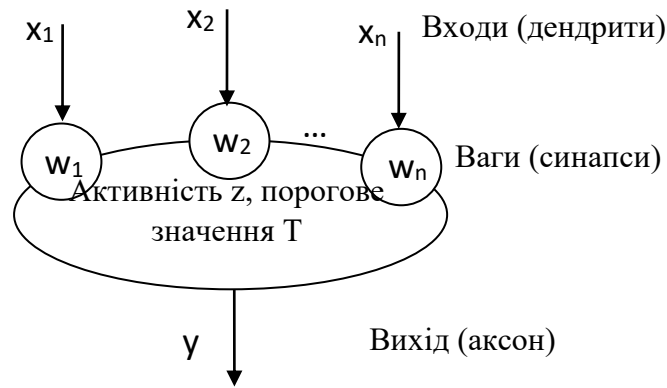 x1 x2 xn Входи (дендрити)
w1 w2 ... wn Ваги (синапси)
Активність z, порогове
значення T
y Вихід (аксон)